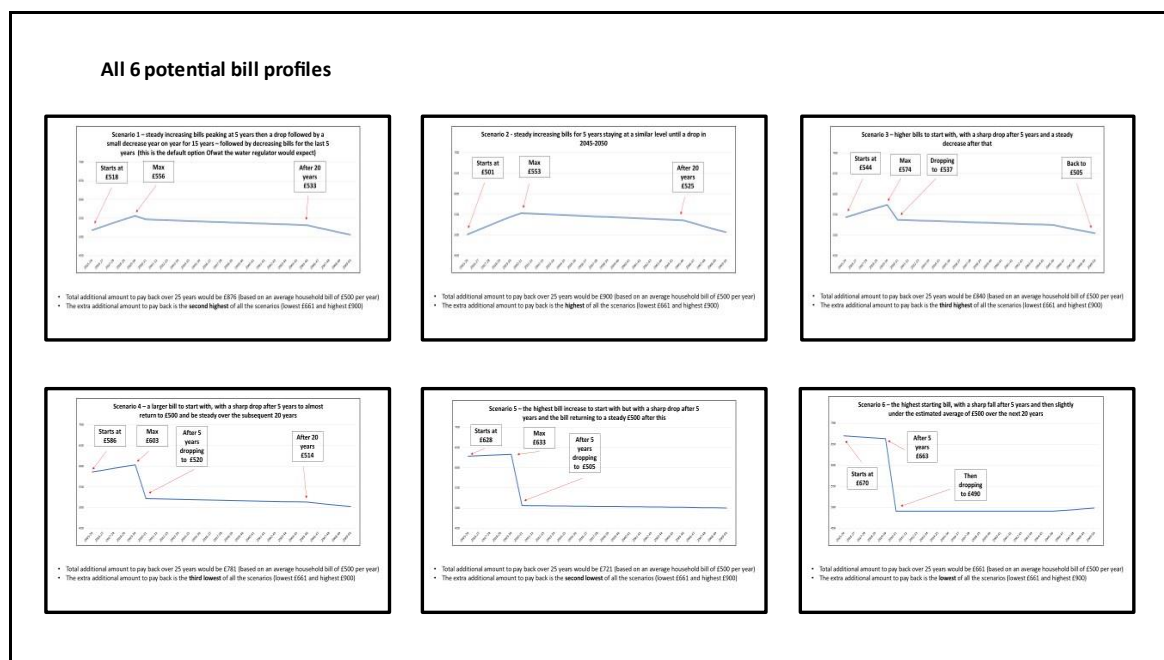 All 6 potential bill profiles
Scenario 1 – steady increasing bills peaking at 5 years then a drop followed by a
small decrease year on year for 15 years – followed by decreasing bills for the last 5
years (this is the default option Ofwat the water regulator would expect)
Starts at
£518
Max
£556
After 20
years
£533
• Total additional amount to pay back over 25 years would be £876 (based on an average household bill of £500 per year)
• The extra additional amount to pay back is the second highest of all the scenarios (lowest £661 and highest £900)
Scenario 2 - steady increasing bills for 5 years staying at a similar level until a drop in
2045-2050
Starts at
£501
Max
£553
After 20
years
£525
• Total additional amount to pay back over 25 years would be £900 (based on an average household bill of £500 per year)
• The extra additional amount to pay back is the highest of all the scenarios (lowest £661 and highest £900)
Scenario 3 – higher bills to start with, with a sharp drop after 5 years and a steady
decrease after that
Starts at
£544
Max
£574
Dropping
to £537
Back to
£505
• Total additional amount to pay back over 25 years would be £840 (based on an average household bill of £500 per year)
• The extra additional amount to pay back is the third highest of all the scenarios (lowest £661 and highest £900)
Scenario 4 – a larger bill to start with, with a sharp drop after 5 years to almost
return to £500 and be steady over the subsequent 20 years
Starts at
£586
Max
£603
After 5
years
dropping
to £520
After 20
years
£514
• Total additional amount to pay back over 25 years would be £781 (based on an average household bill of £500 per year)
• The extra additional amount to pay back is the third lowest of all the scenarios (lowest £661 and highest £900)
Scenario 5 – the highest bill increase to start with but with a sharp drop after 5
years and the bill returning to a steady £500 after this
Starts at
£628
Max
£633
After 5
years
dropping
to £505
• Total additional amount to pay back over 25 years would be £721 (based on an average household bill of £500 per year)
• The extra additional amount to pay back is the second lowest of all the scenarios (lowest £661 and highest £900)
Scenario 6 – the highest starting bill, with a sharp fall after 5 years and then slightly
under the estimated average of £500 over the next 20 years
After 5
years
£663
Starts at
£670
Then
dropping
to £490
• Total additional amount to pay back over 25 years would be £661 (based on an average household bill of £500 per year)
• The extra additional amount to pay back is the lowest of all the scenarios (lowest £661 and highest £900)